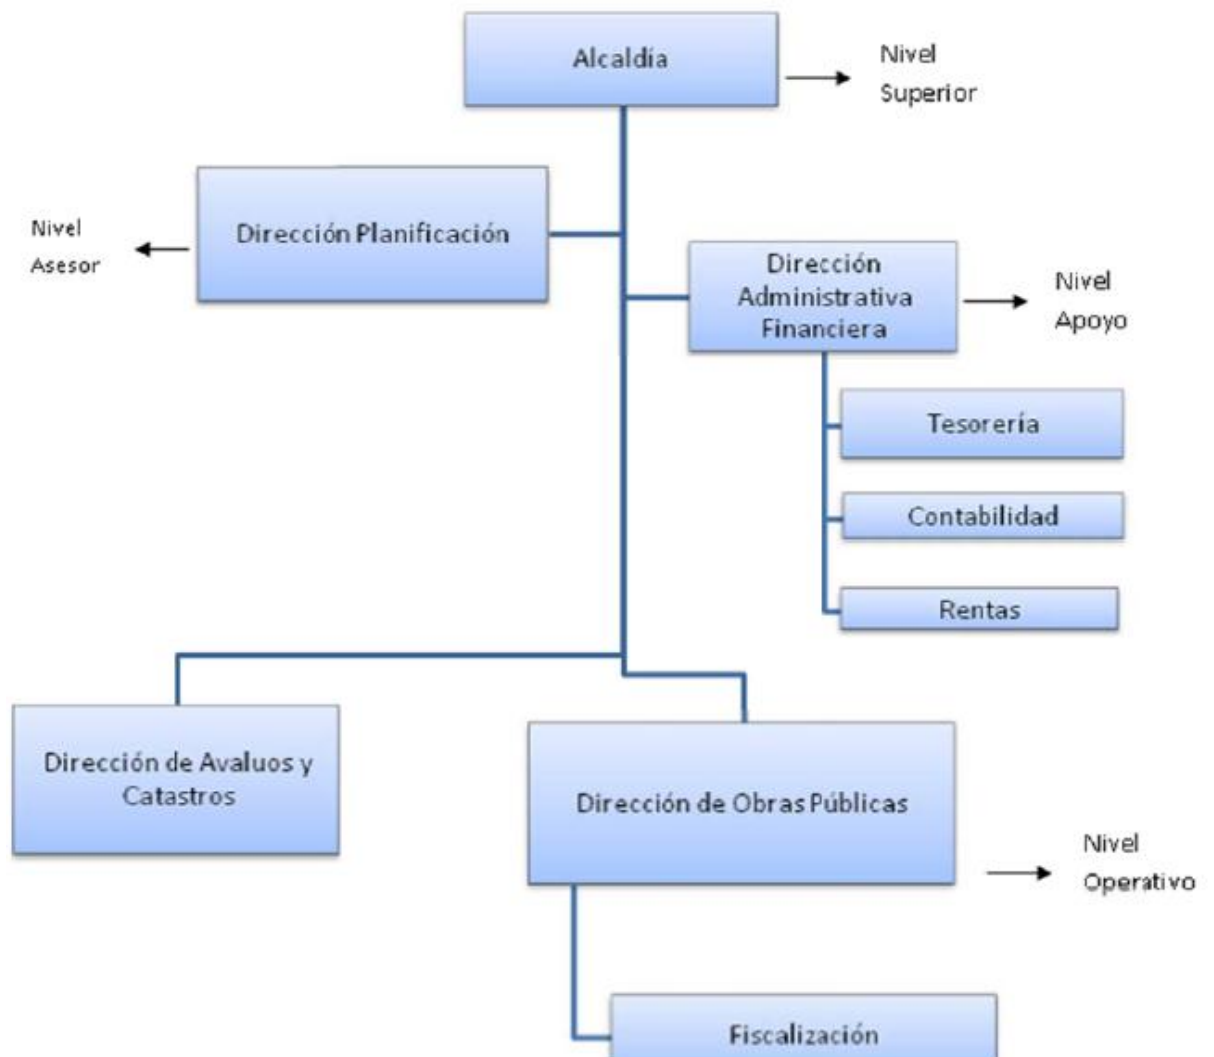 Alcaldía
Nivel
Superior
Dirección Planificación
Nivel
Asesor
Dirección
Administrativa
Financiera
Nivel
Apoyo
Tesorería
Contabilidad
Rentas
Dirección de Avaluos y
Catastros
Dirección de Obras Públicas
Nivel
Operativo
Fiscalización